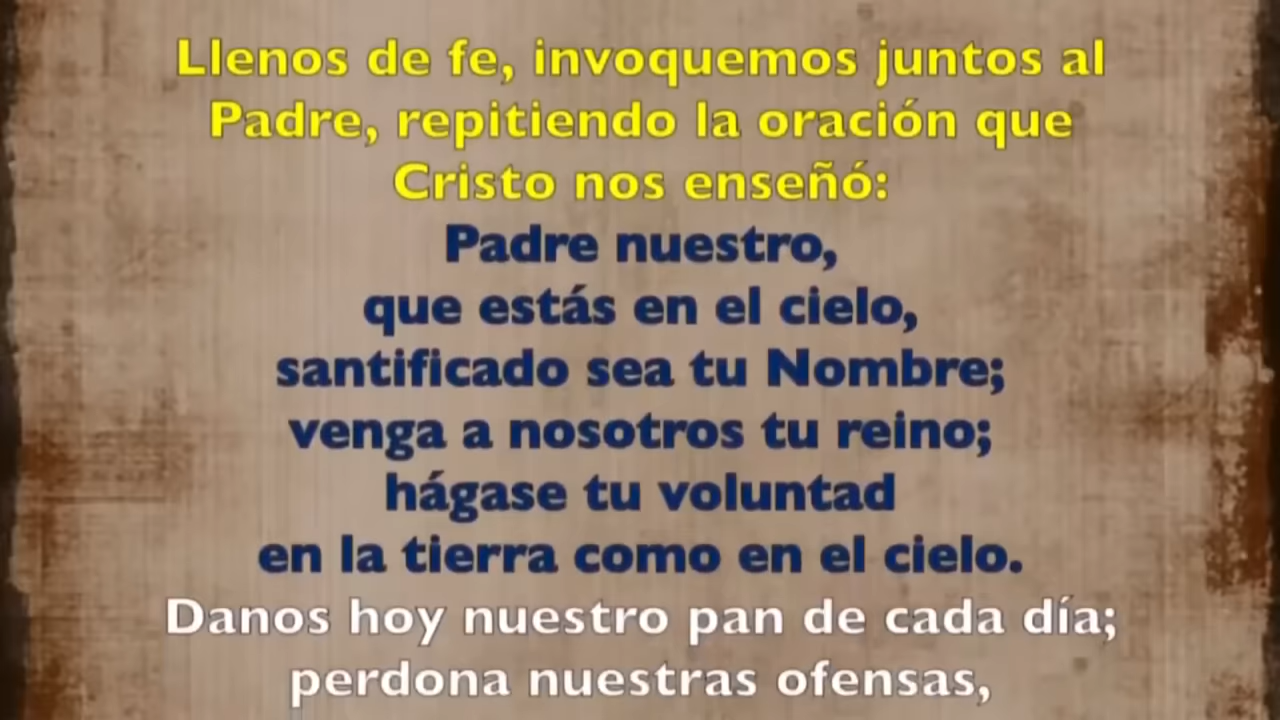 Llenos de fe, invoquemos juntos al
Padre, repitiendo la oración que
Cristo nos enseñó:
Padre nuestro,
que estás en el cielo,
santificado sea tu Nombre;
venga a nosotros tu reino;
hágase tu voluntad
en la tierra como en el cielo.
Danos hoy nuestro pan de cada día;
perdona nuestras ofensas,